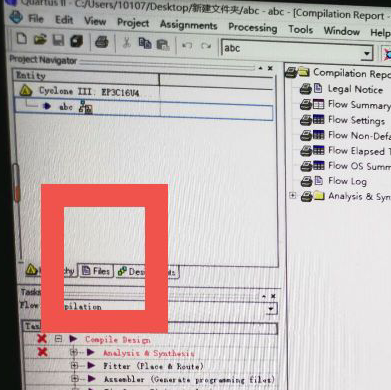 Quartus II - C:/Users/10107/Desktop/新建文件夹/abc - abc - [Compilation Report
File Edit View Project Assignments Processing Tools Window Help
abc
Project Navigator
Entity
Cyclone III: EP3C16U4
abc
Files
Tasks
Compile Design
Analysis & Synthesis
Fitter (Place & Route)
Assembler (Generate programming files)
Compilation Repo
Legal Notice
Flow Summary
Flow Settings
Flow Non-Defa
Flow Elapsed T
Flow OS Summ
Flow Log
Analysis & Syn